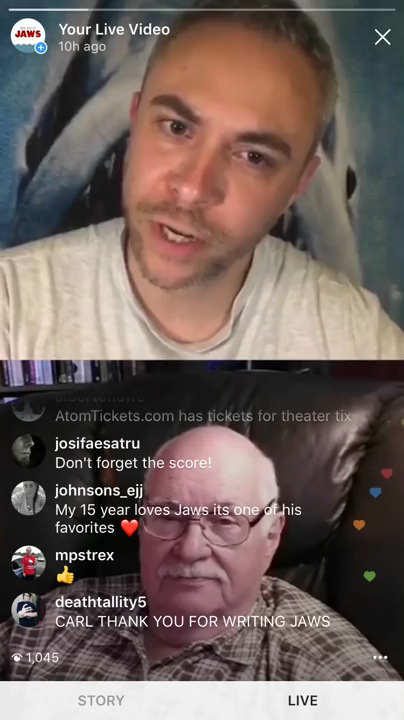 JAWS
Your Live Video
10h ago
AtomTickets.com has tickets for theater tix
josifaesatru
Don't forget the score!
johnsons_ejj
My 15 year loves Jaws its one of his
favorites ❤️
mpstrex
👍
deathtallity5
CARL THANK YOU FOR WRITING JAWS
1,045
STORY
LIVE